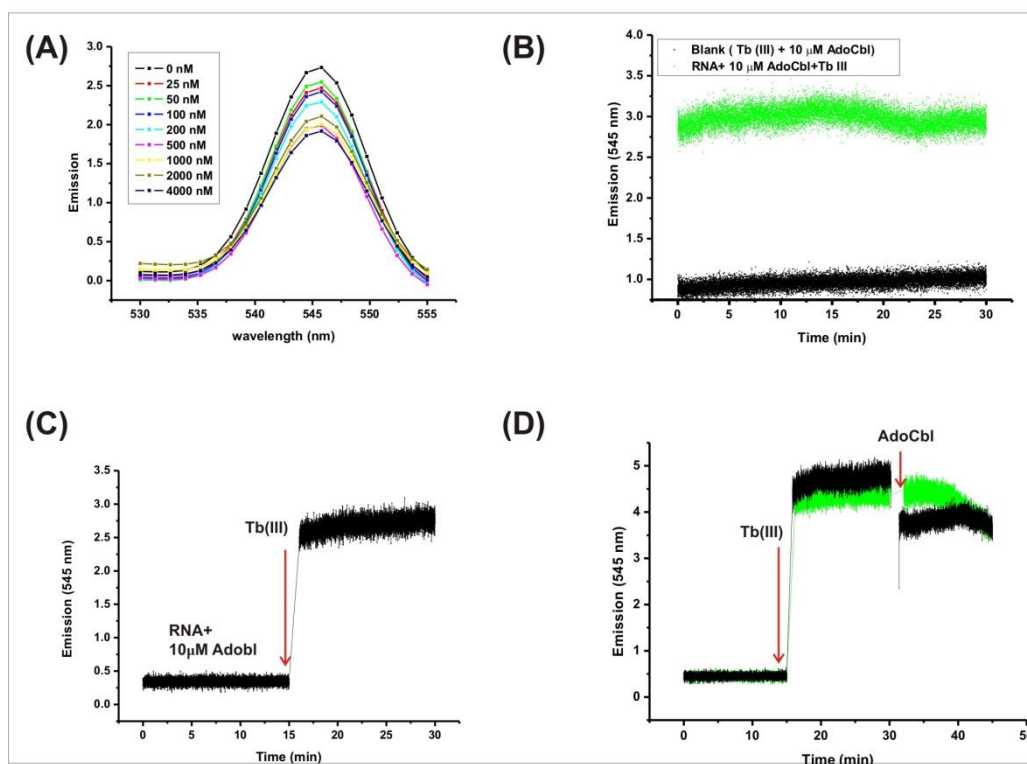 (A)
3.0
2.5
2.0
1.5
1.0
0.5
0.0
Emission
0 nM
25 nM
50 nM
100 nM
200 nM
500 nM
1000 nM
2000 nM
4000 nM
530 535 540 545 550 555
wavelength (nm)
(B)
Blank ( Tb (III) + 10 μM AdoCbl)
RNA+ 10 μM AdoCbl+Tb III
4.0
3.0
2.0
1.0
Emission (545 nm)
0 5 10 15 20 25 30
Time (min)
(C)
3.5
3.0
2.5
2.0
1.5
1.0
0.5
0.0
Emission (545 nm)
Tb(III)
RNA+
10μM Adobl
0 5 10 15 20 25 30
Time (min)
(D)
AdoCbl
5
4
3
2
1
0
Emission (545 nm)
Tb(III)
0 10 20 30 40 50
Time (min)